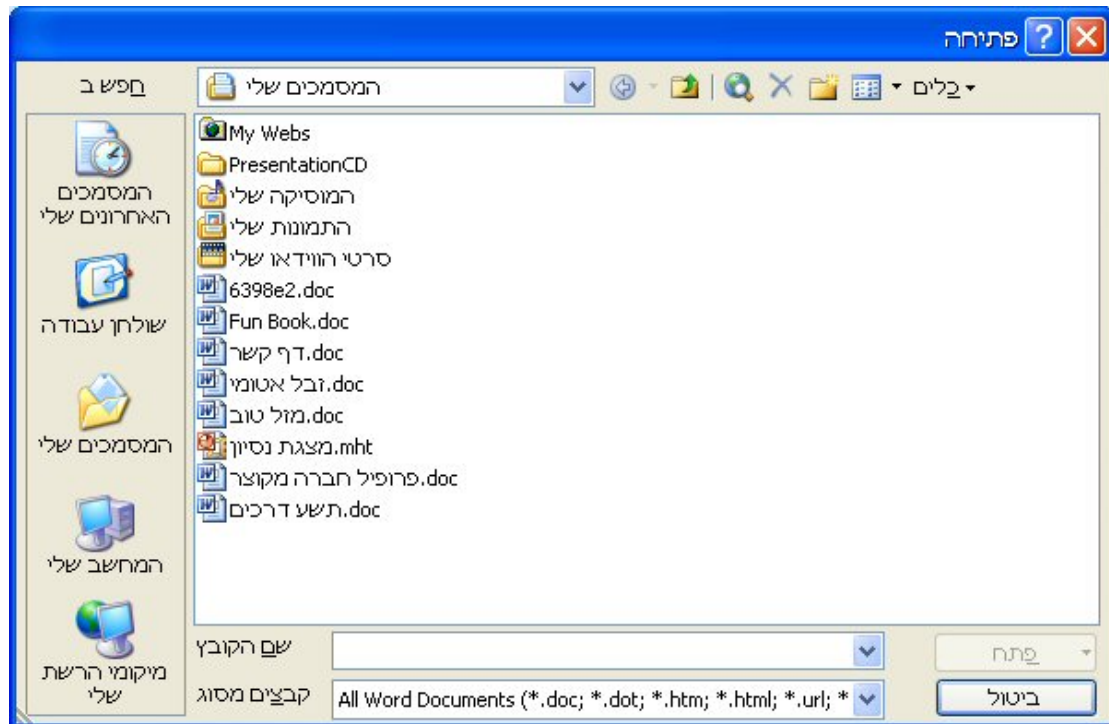 פתיחה
חפש ב
המסמכים שלי
כלים
המסמכים
האחרונים שלי
שולחן עבודה
המסמכים שלי
המחשב שלי
מיקומי הרשת
שלי
My Webs
PresentationCD
המוסיקה שלי
התמונות שלי
סרטי הווידאו שלי
6398e2.doc
Fun Book.doc
דף קשר.doc
זבל אטומי.doc
מזל טוב.doc
מצגת נסיון.mht
פרופיל חברה מקוצר.doc
תשע דרכים.doc
שם הקובץ
פתח
קבצים מסוג
All Word Documents (*.doc; *.dot; *.htm; *.html; *.url; *
ביטול